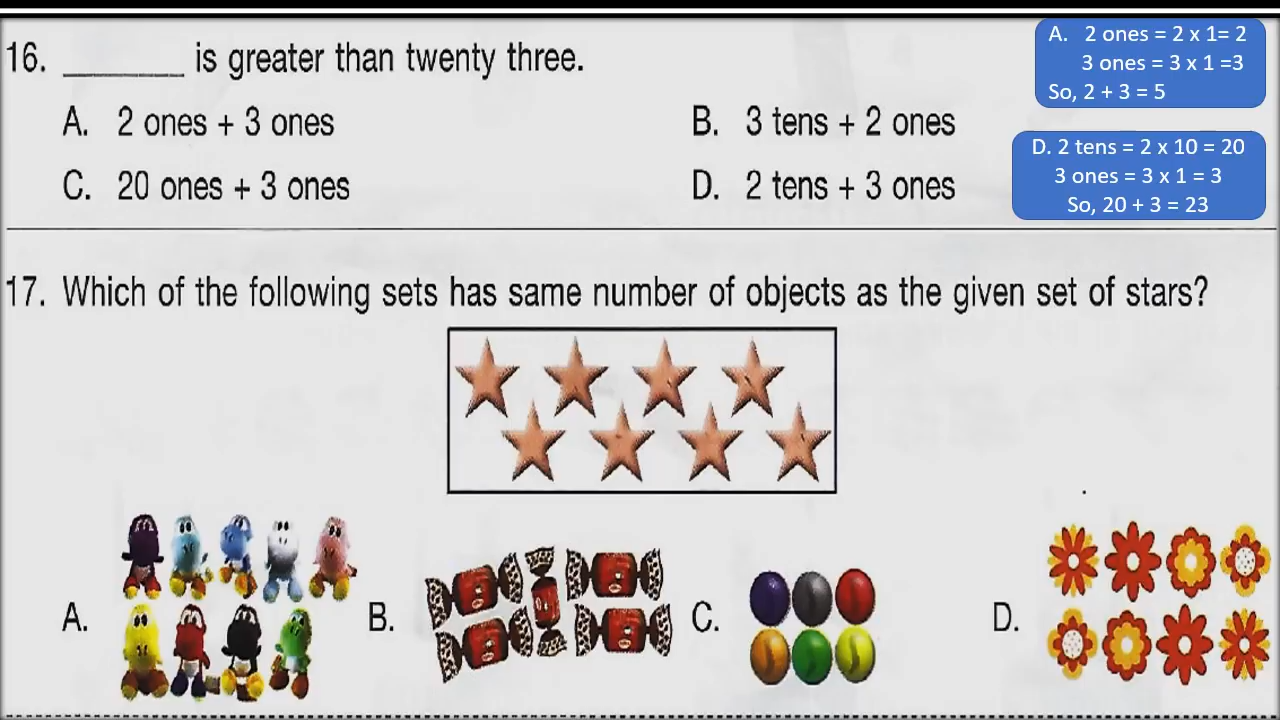 16. _______ is greater than twenty three.
A. 2 ones + 3 ones
B. 3 tens + 2 ones
C. 20 ones + 3 ones
D. 2 tens + 3 ones
A. 2 ones = 2 x 1= 2
3 ones = 3 x 1 =3
So, 2 + 3 = 5
D. 2 tens = 2 x 10 = 20
3 ones = 3 x 1 = 3
So, 20 + 3 = 23
17. Which of the following sets has same number of objects as the given set of stars?
A.
B.
C.
D.